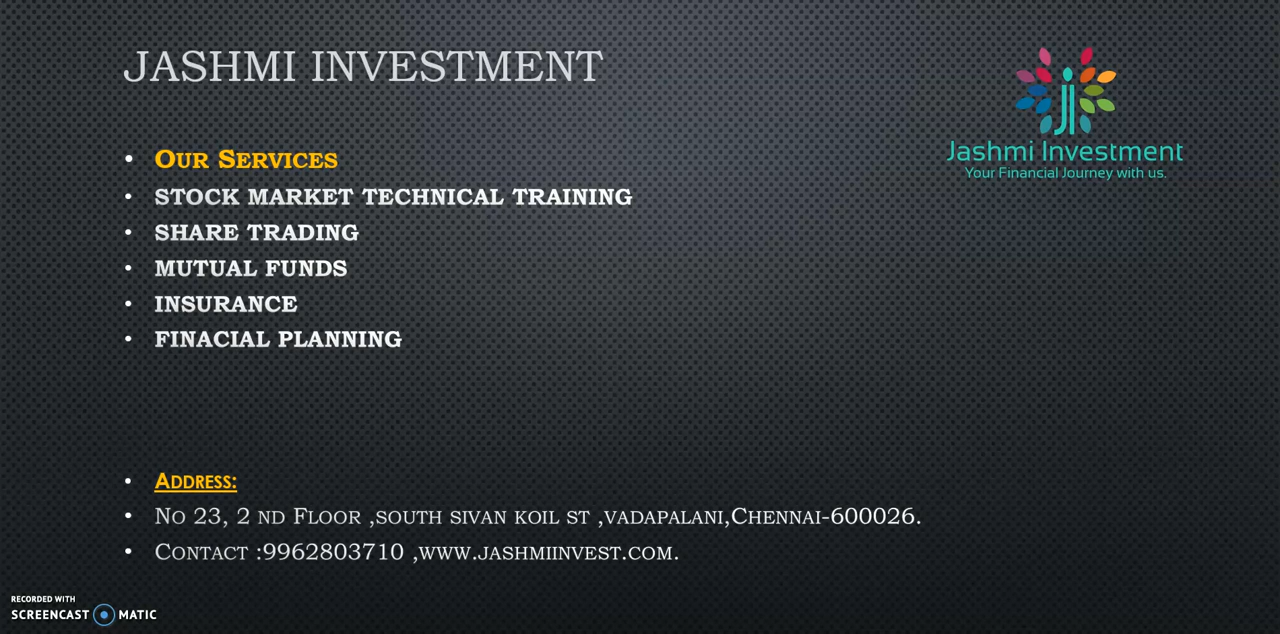 JASHMI INVESTMENT
Jashmi Investment
Your Financial Journey with us.
• OUR SERVICES
• STOCK MARKET TECHNICAL TRAINING
• SHARE TRADING
• MUTUAL FUNDS
• INSURANCE
• FINACIAL PLANNING
• ADDRESS:
• NO 23, 2 ND FLOOR ,SOUTH SIVAN KOIL ST ,VADAPALANI,CHENNAI-600026.
• CONTACT :9962803710 ,WWW.JASHMIINVEST.COM.
RECORDED WITH
SCREENCAST MATIC